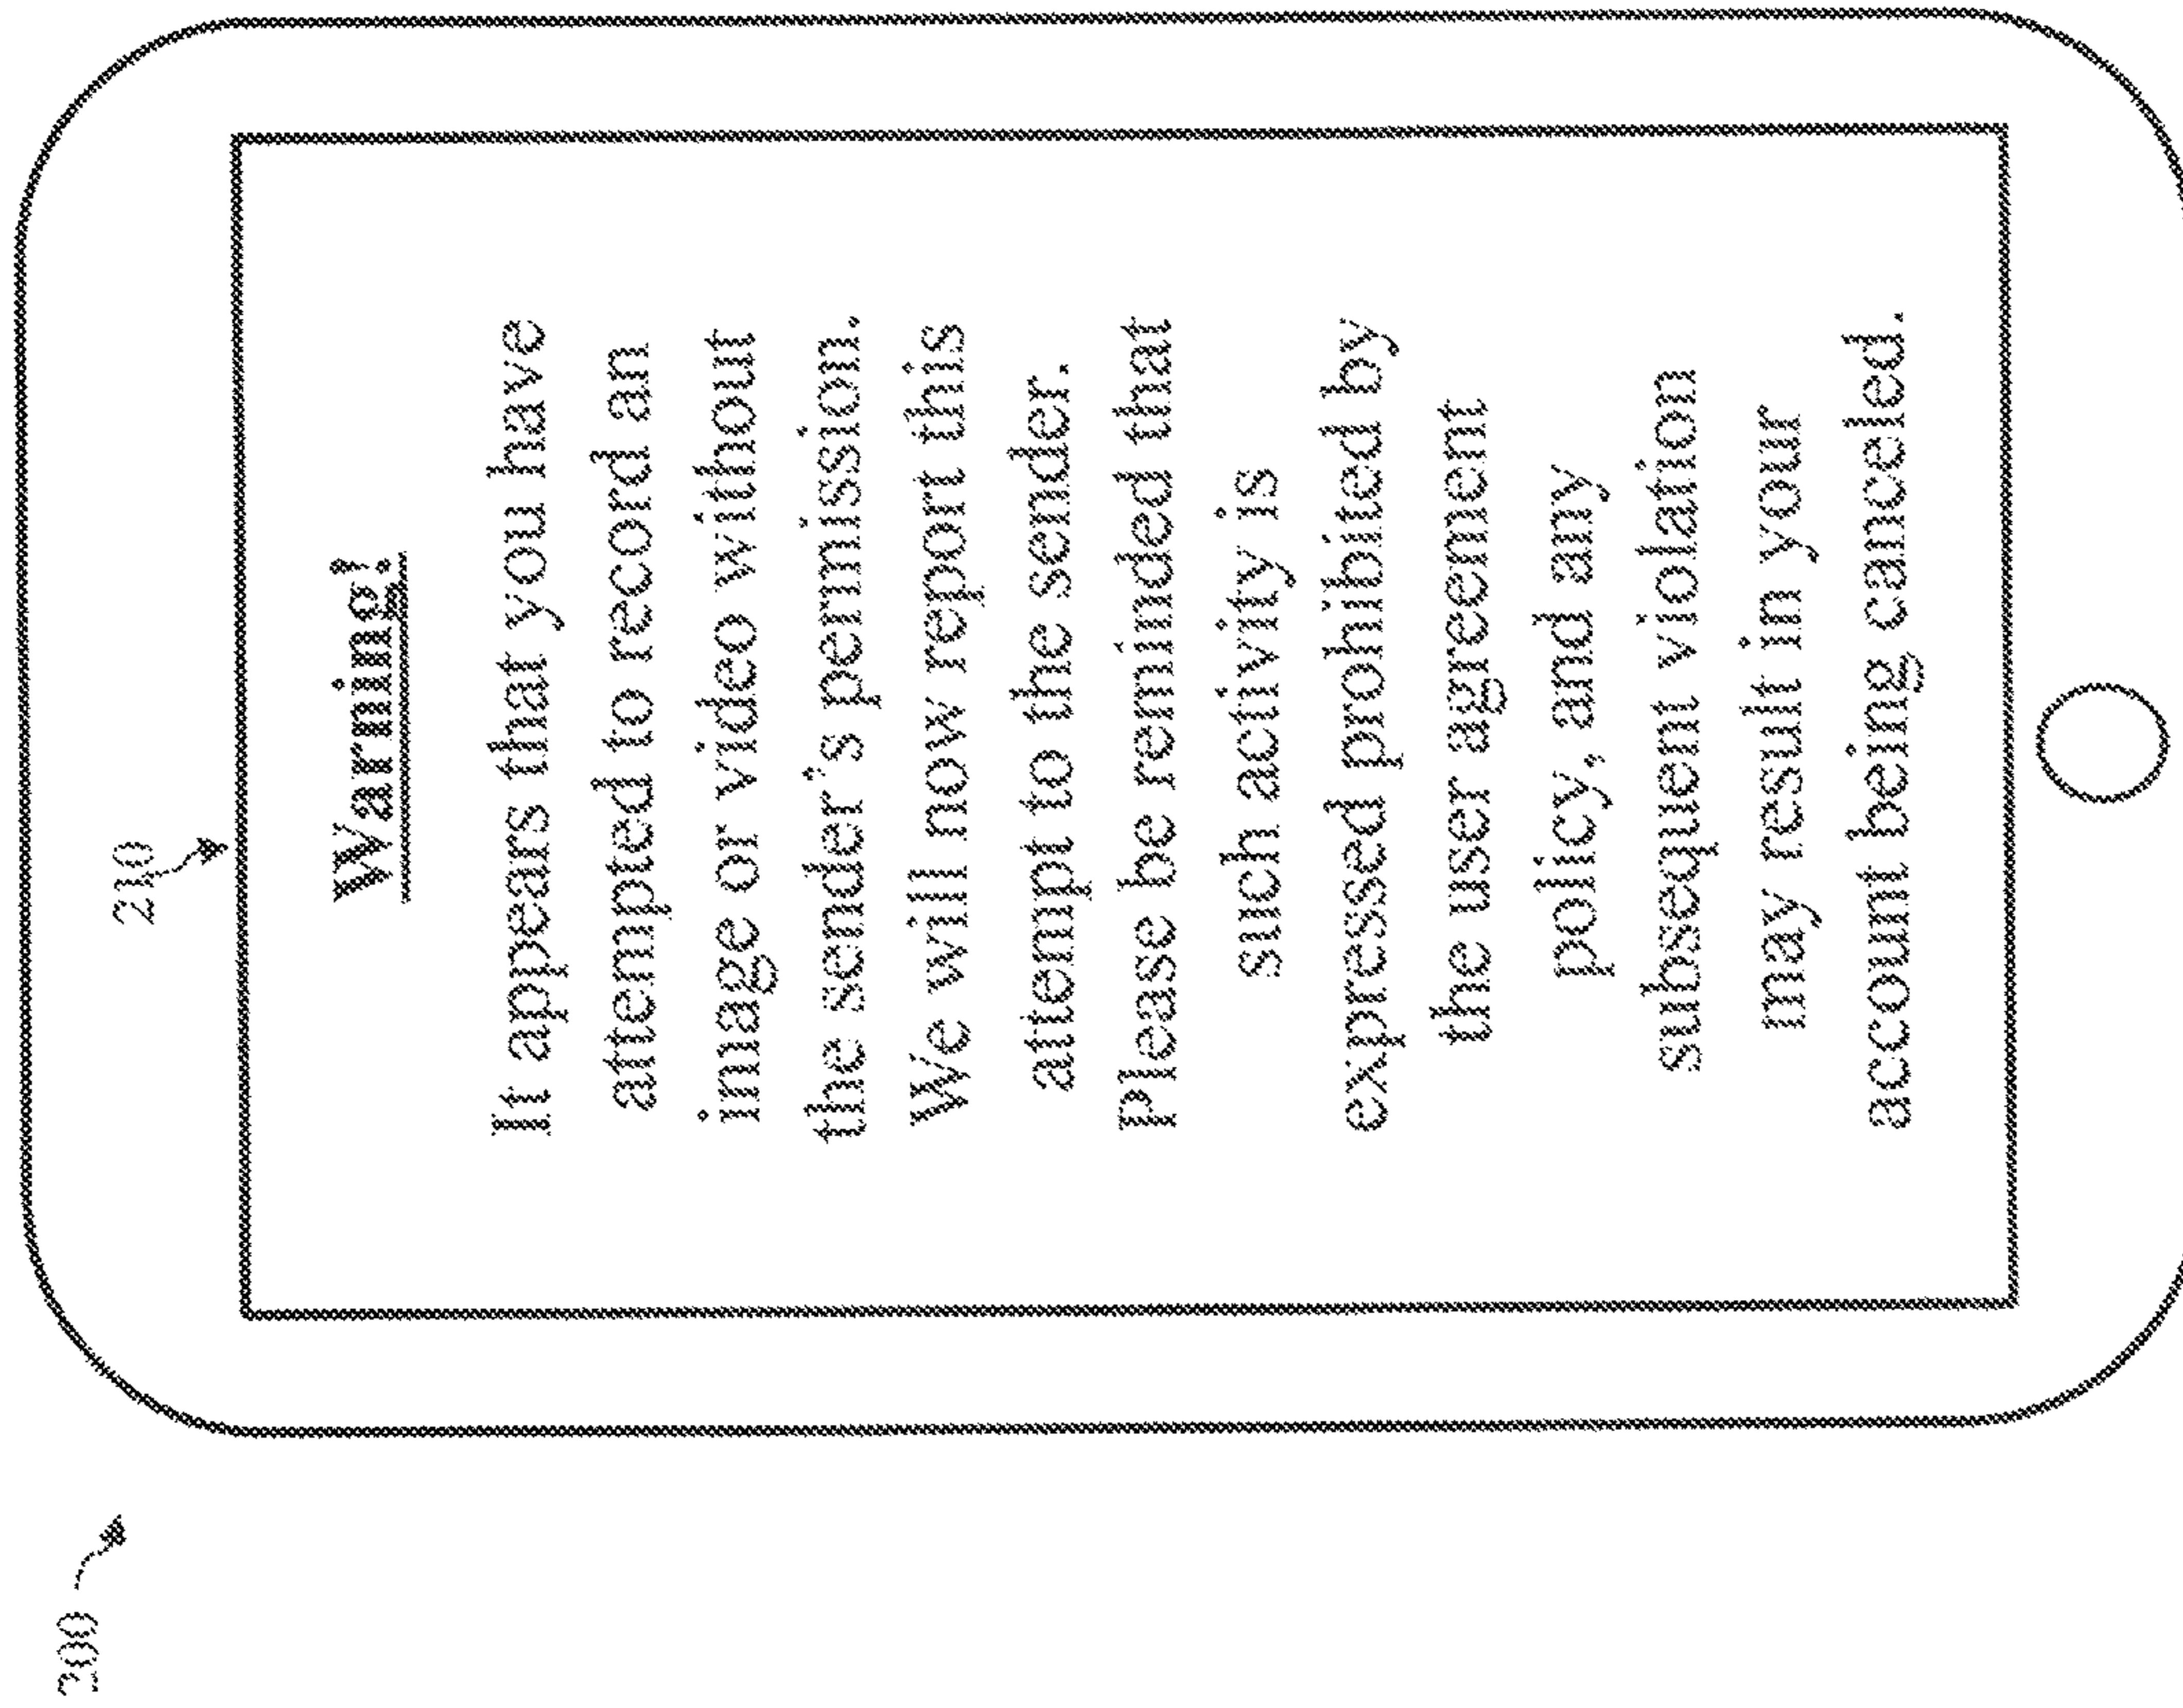 200
210
Warning!
It appears that you have
attempted to record an
image or video without
the sender's permission.
We will now report this
attempt to the sender.
Please be reminded that
such activity is
expressed prohibited by
the user agreement
policy, and any
subsequent violation
may result in your
account being canceled.